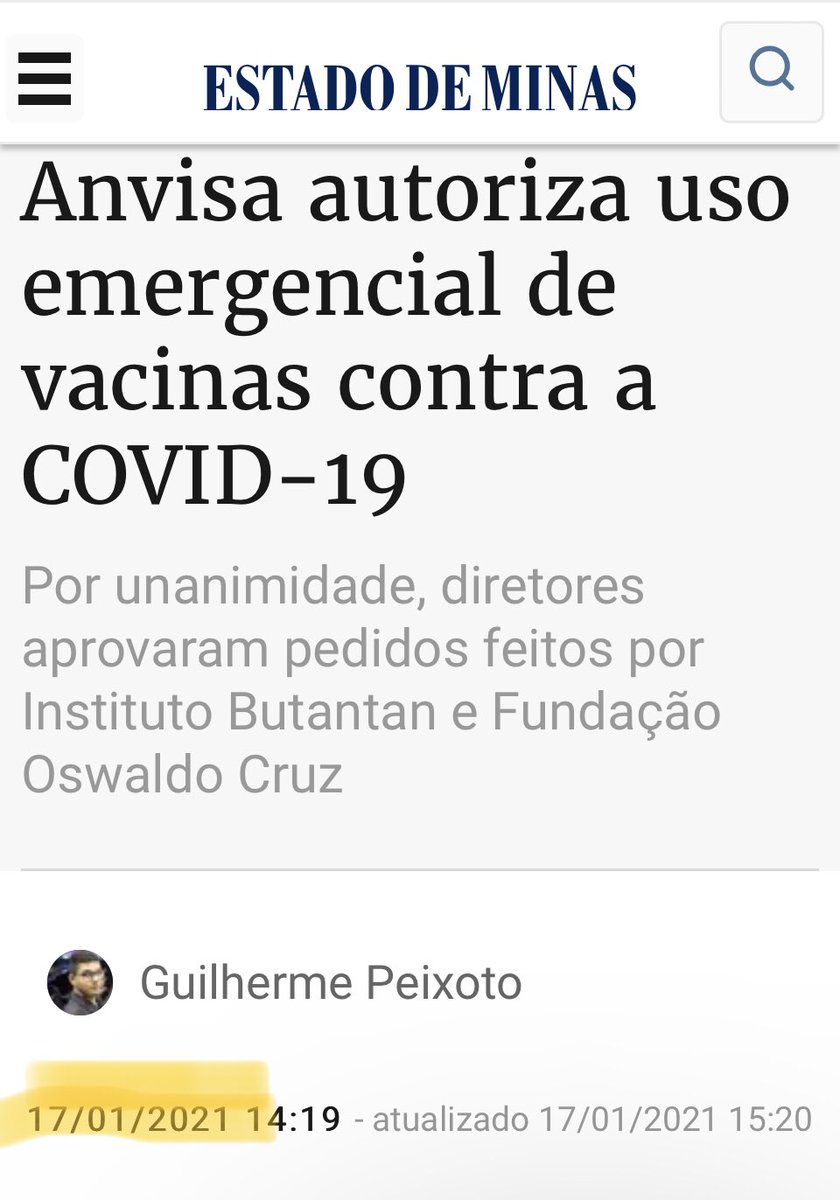 ESTADO DE MINAS
Anvisa autoriza uso
emergencial de
vacinas contra a
COVID-19
Por unanimidade, diretores
aprovaram pedidos feitos por
Instituto Butantan e Fundação
Oswaldo Cruz
Guilherme Peixoto
17/01/2021 14:19 - atualizado 17/01/2021 15:20